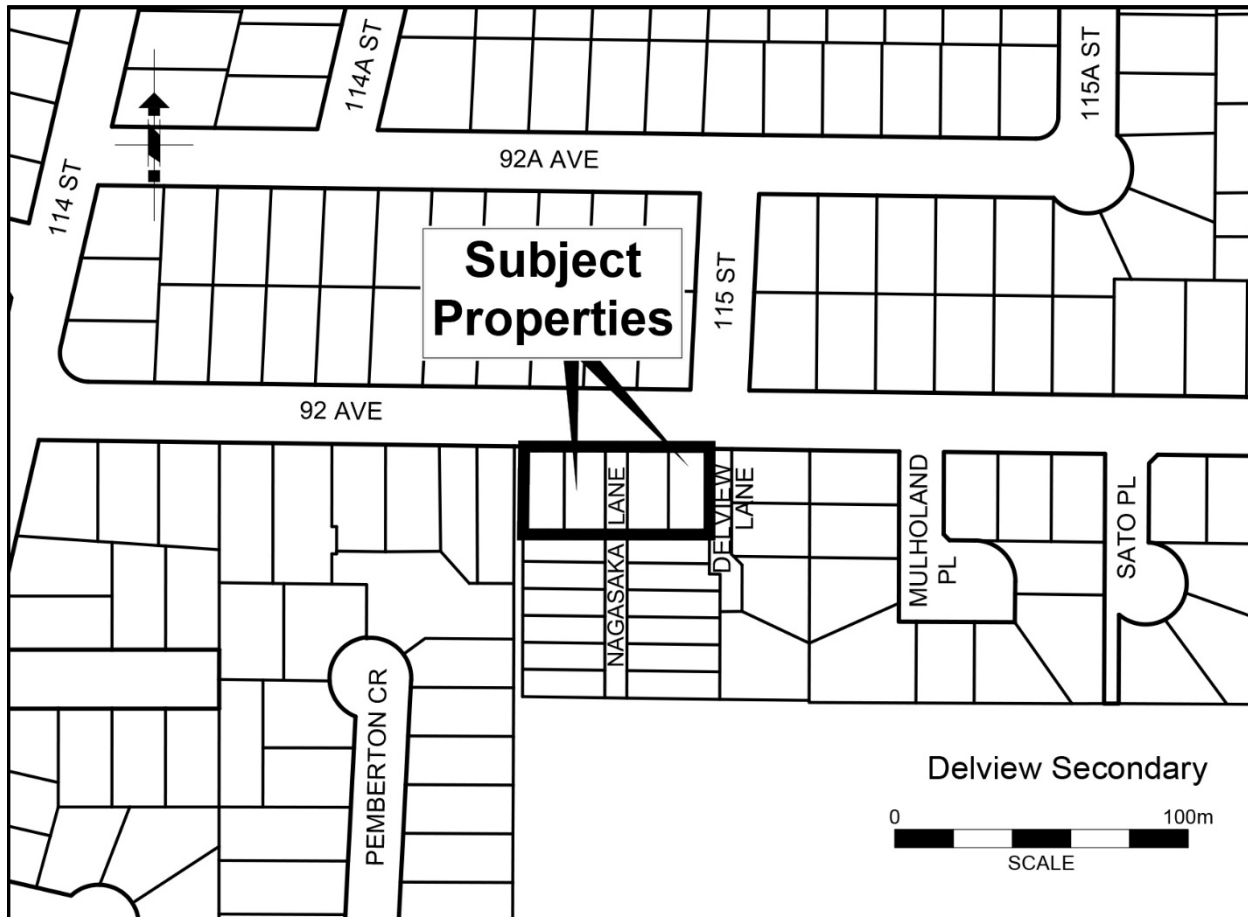 114A ST
115A ST
92A AVE
114 ST
Subject
Properties
115 ST
92 AVE
NAGASAKA LANE
DELVIEW
LANE
MULHOLAND
PL
SATO PL
PEMBERTON CR
Delview Secondary
0 100m
SCALE